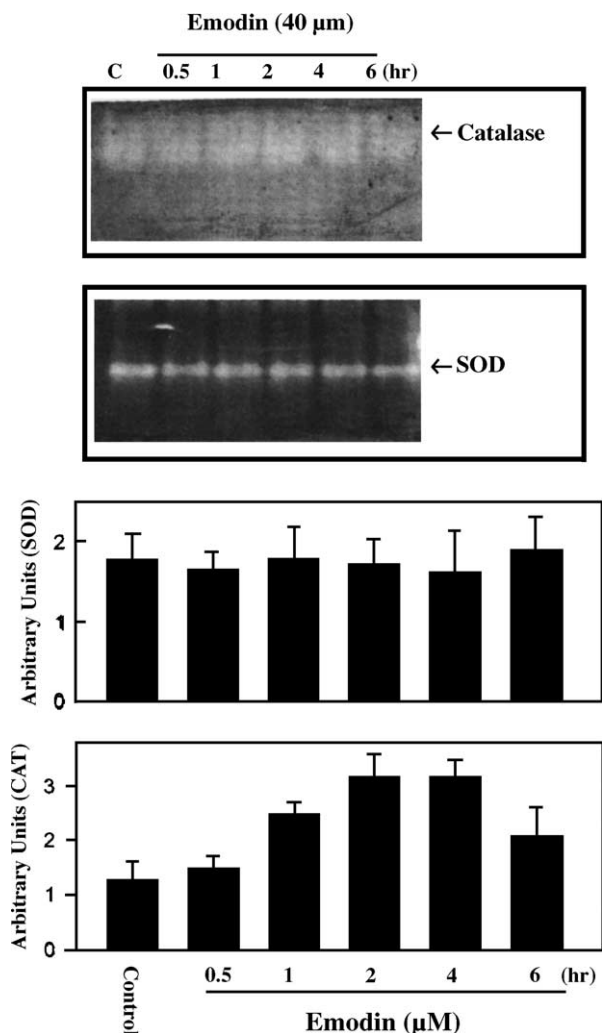 Emodin (40 µm)
C 0.5 1 2 4 6 (hr)
← Catalase
← SOD
Arbitrary Units (SOD)
2
1
0
Arbitrary Units (CAT)
3
2
1
0
Control 0.5 1 2 4 6 (hr)
Emodin (µM)